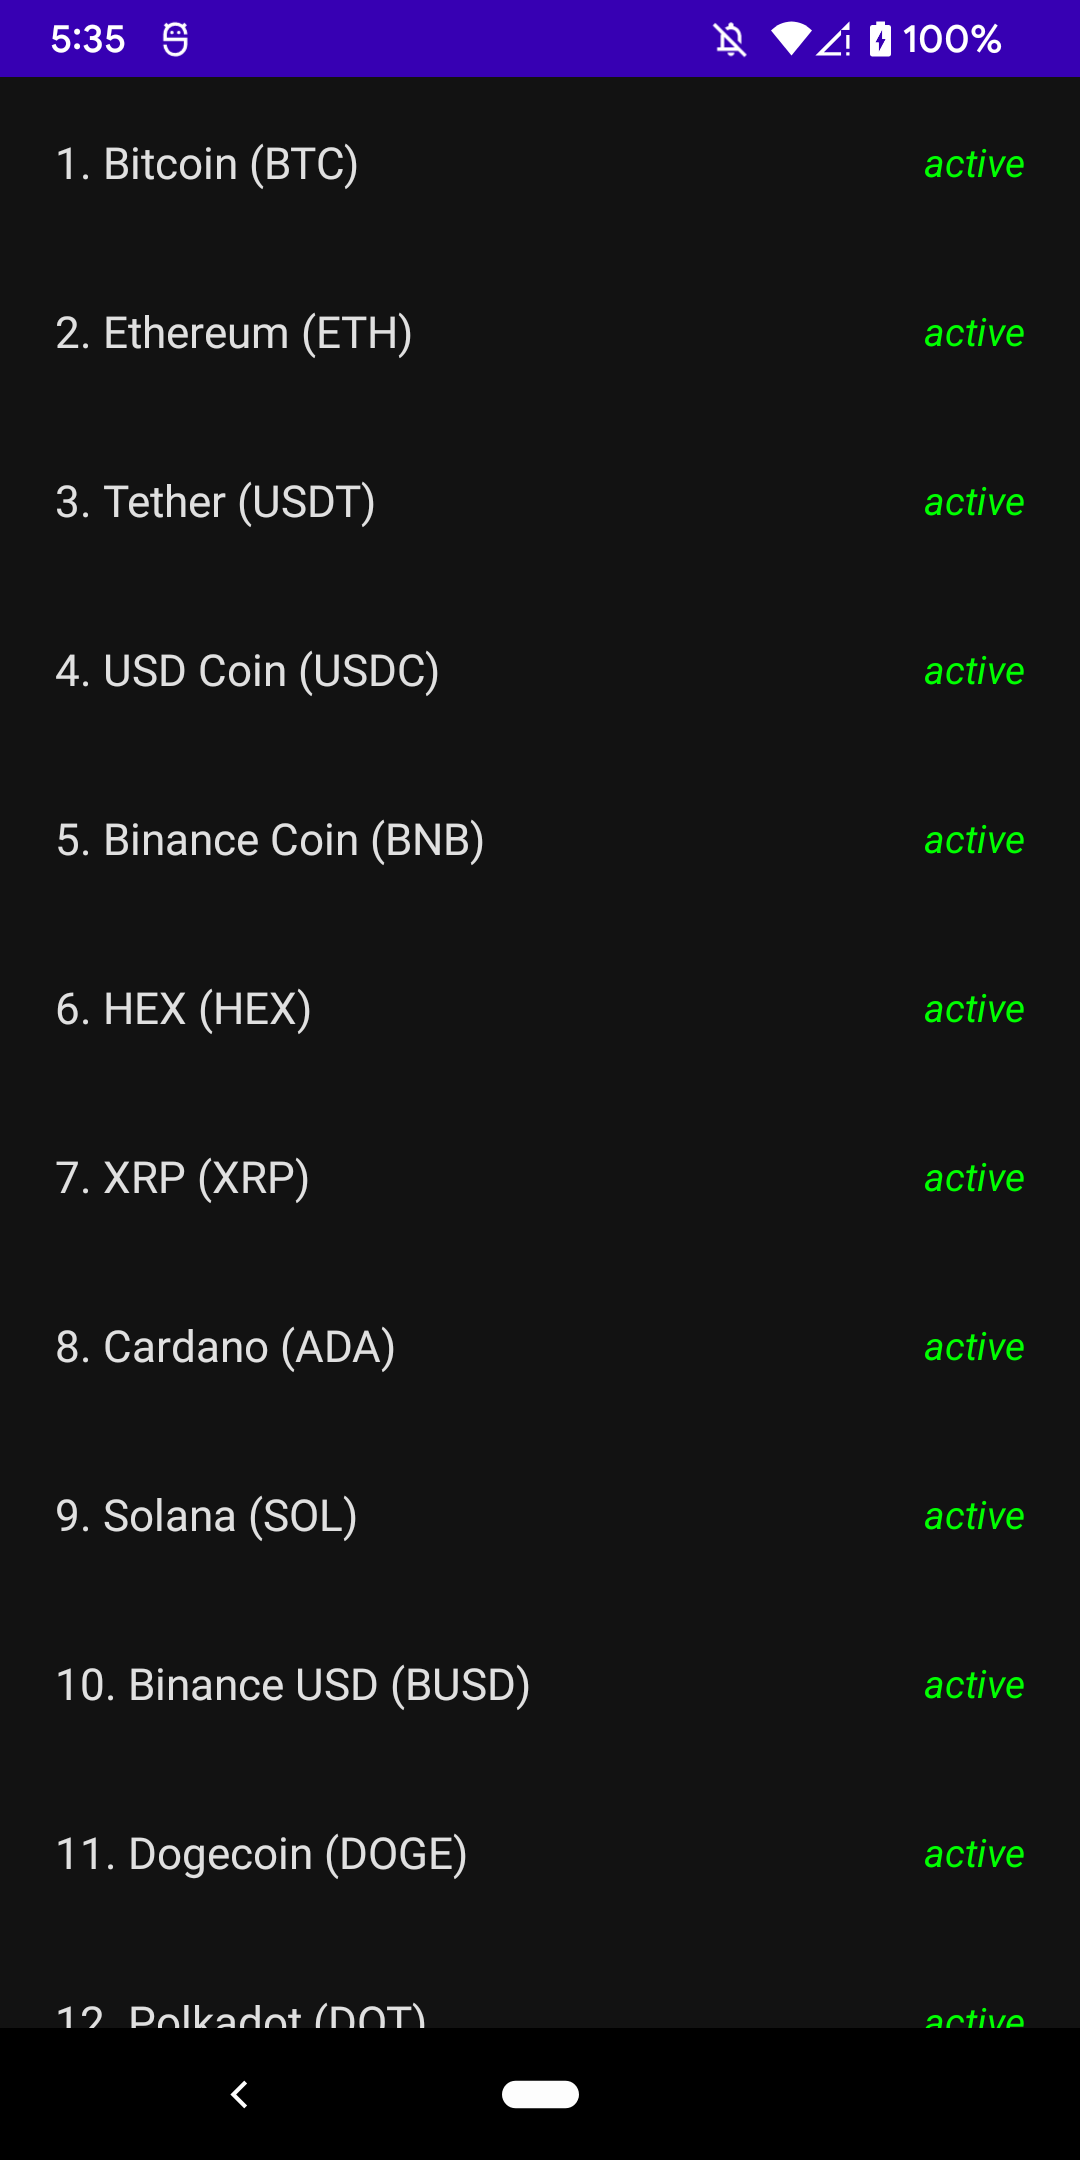 5:35 100%
1. Bitcoin (BTC) active
2. Ethereum (ETH) active
3. Tether (USDT) active
4. USD Coin (USDC) active
5. Binance Coin (BNB) active
6. HEX (HEX) active
7. XRP (XRP) active
8. Cardano (ADA) active
9. Solana (SOL) active
10. Binance USD (BUSD) active
11. Dogecoin (DOGE) active
12. Polkadot (DOT) active